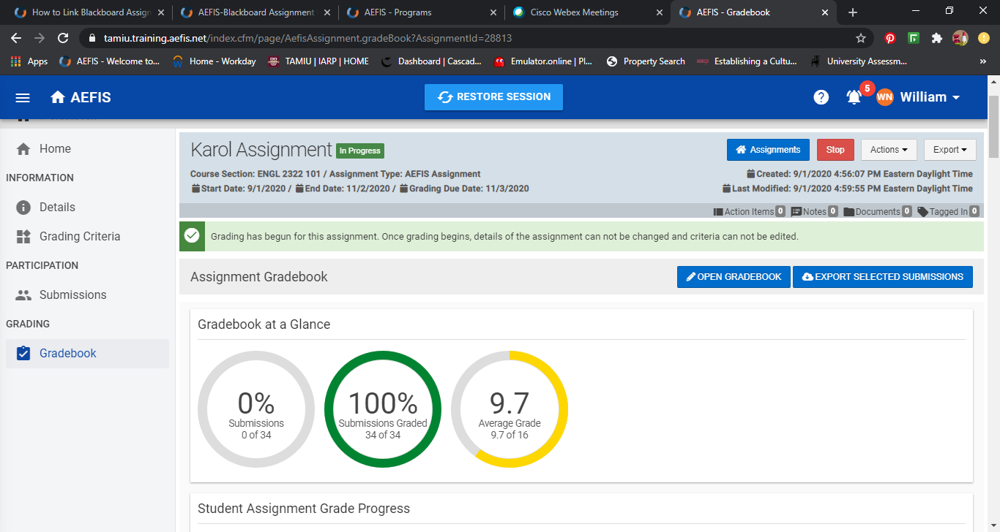 How to Link Blackboard Assign
AEFIS-Blackboard Assignment
AEFIS - Programs
Cisco Webex Meetings
AEFIS - Gradebook
tamiu.training.aefis.net/index.cfm/page/AefisAssignment.gradeBook?AssignmentId=28813
Apps
AEFIS - Welcome to...
Home - Workday
TAMIU | IARP | HOME
Dashboard | Cascad...
Emulator.online | Pl...
Property Search
Establishing a Cultu...
University Assessm...
»
AEFIS
RESTORE SESSION
5
WN
William
Home
INFORMATION
Details
Grading Criteria
PARTICIPATION
Submissions
GRADING
Gradebook
Karol Assignment In Progress
Assignments
Stop
Actions
Export
Course Section: ENGL 2322 101 / Assignment Type: AEFIS Assignment
Created: 9/1/2020 4:56:07 PM Eastern Daylight Time
Start Date: 9/1/2020 / End Date: 11/2/2020 / Grading Due Date: 11/3/2020
Last Modified: 9/1/2020 4:59:55 PM Eastern Daylight Time
Action Items 0 Notes 0 Documents 0 Tagged In 0
Grading has begun for this assignment. Once grading begins, details of the assignment can not be changed and criteria can not be edited.
Assignment Gradebook
OPEN GRADEBOOK
EXPORT SELECTED SUBMISSIONS
Gradebook at a Glance
0%
Submissions
0 of 34
100%
Submissions Graded
34 of 34
9.7
Average Grade
9.7 of 16
Student Assignment Grade Progress